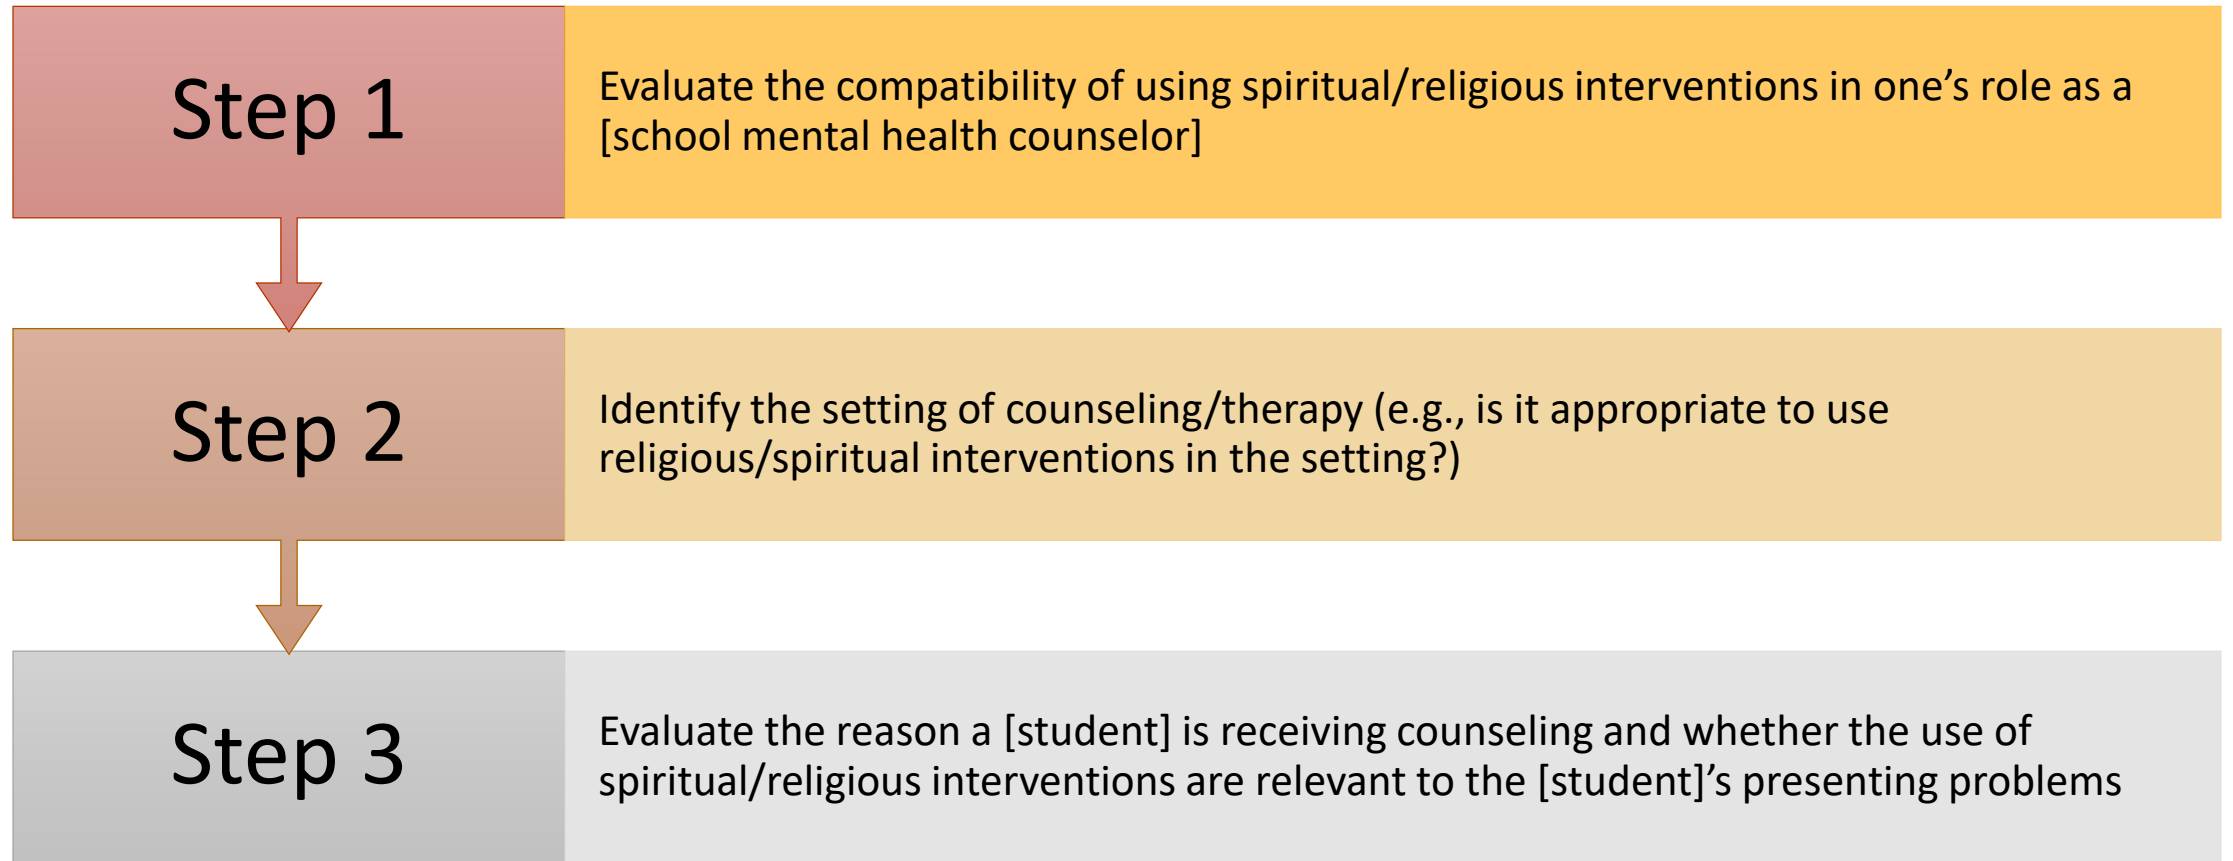 Step 1
Evaluate the compatibility of using spiritual/religious interventions in one’s role as a
[school mental health counselor]
Step 2
Identify the setting of counseling/therapy (e.g., is it appropriate to use
religious/spiritual interventions in the setting?)
Step 3
Evaluate the reason a [student] is receiving counseling and whether the use of
spiritual/religious interventions are relevant to the [student]’s presenting problems